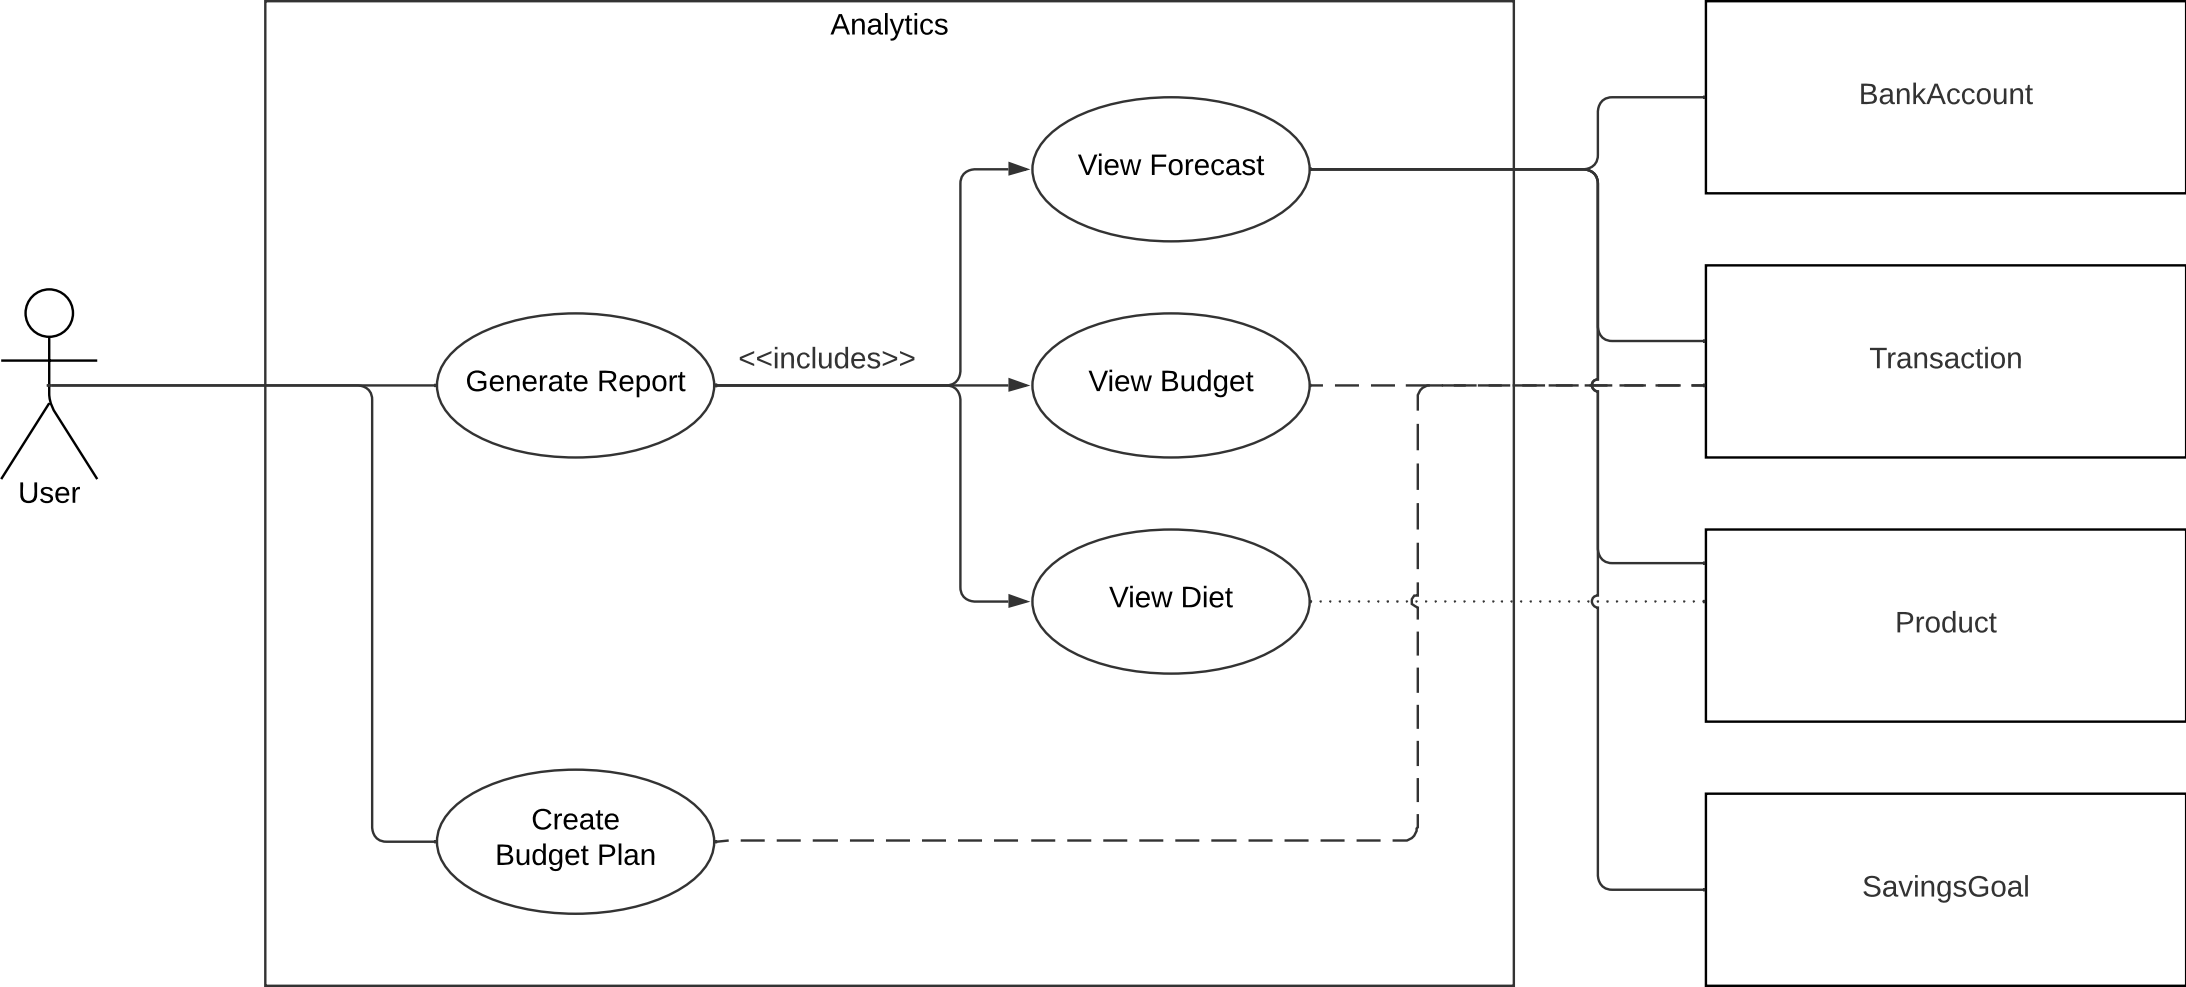 Analytics
BankAccount
View Forecast
<<includes>>
Transaction
Generate Report
View Budget
User
View Diet
Product
Create
Budget Plan
SavingsGoal